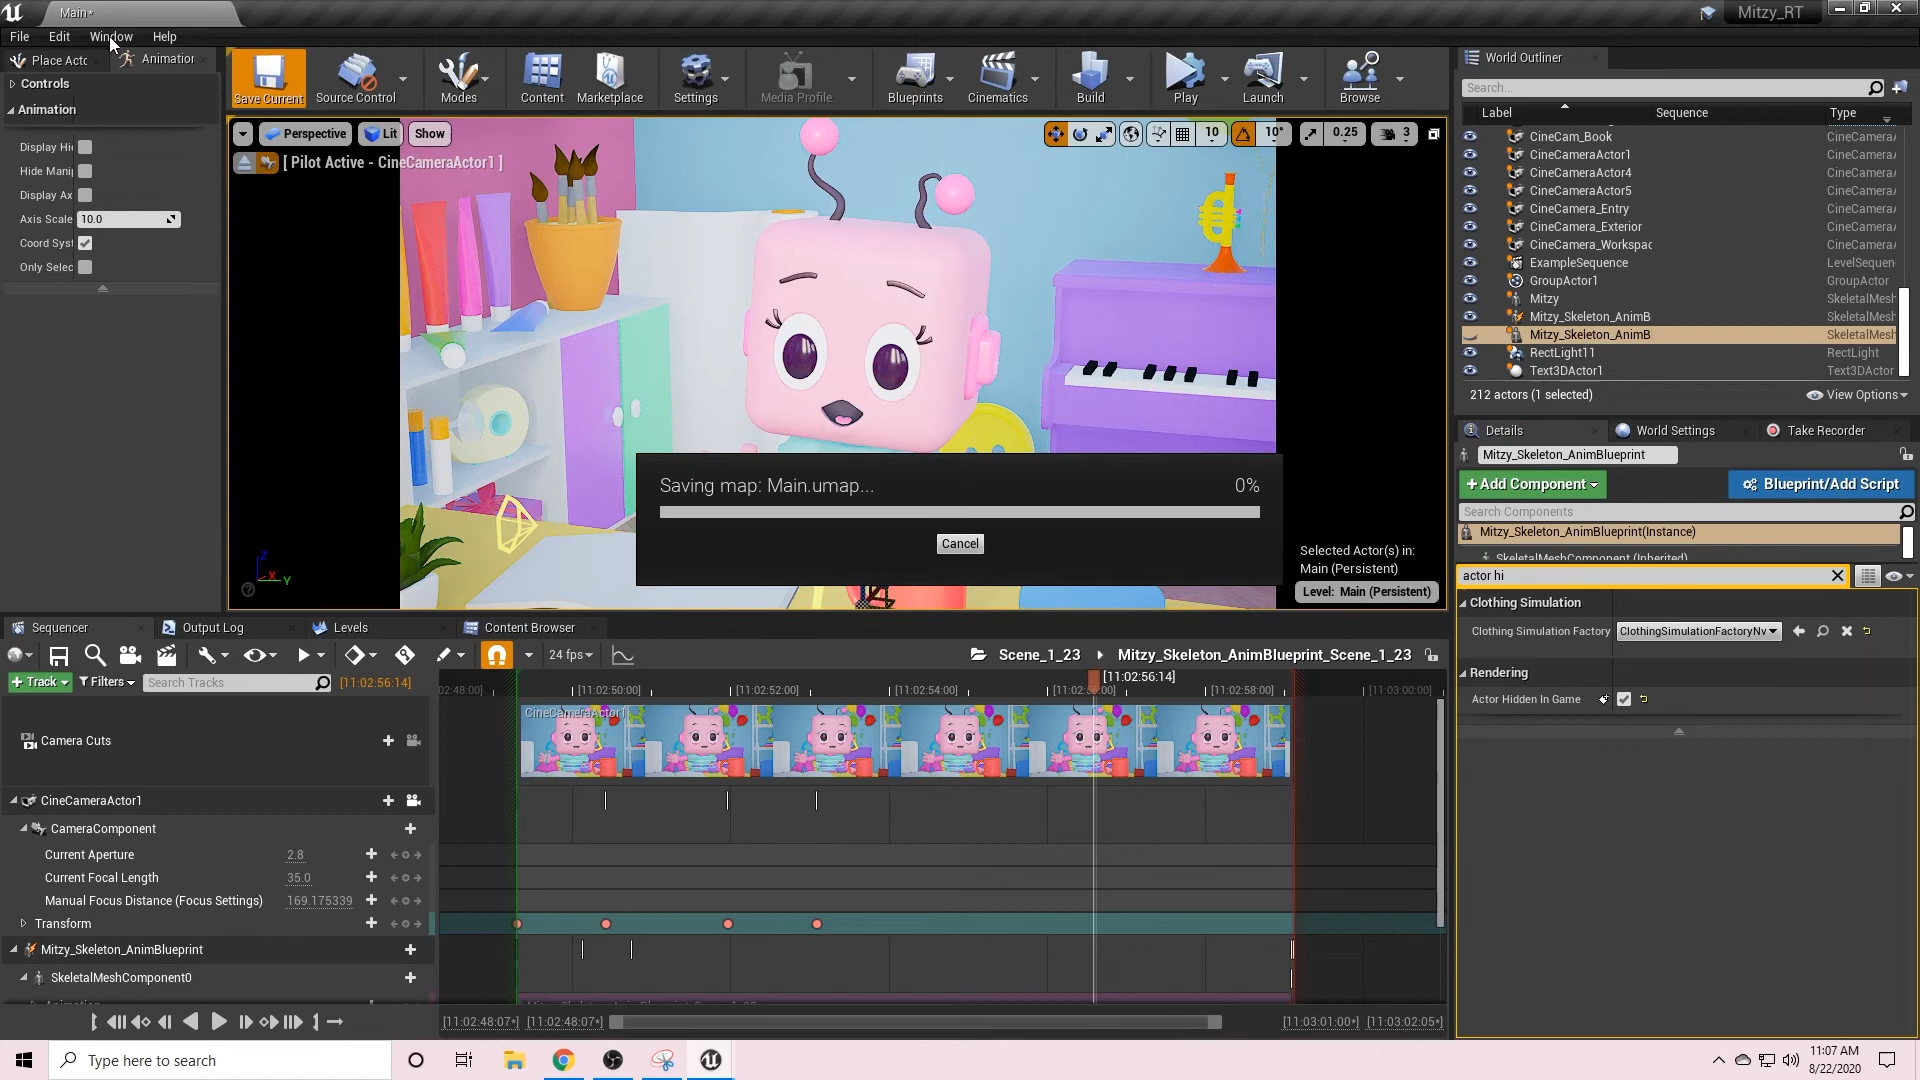 Main*
Mitzy_RT
File Edit Window Help
Place Acto
Animation
Controls
Animation
Display Hi
Hide Mani
Display Ax
Axis Scale 10.0
Coord Syst
Only Selec
Save Current
Source Control
Modes
Content
Marketplace
Settings
Media Profile
Blueprints
Cinematics
Build
Play
Launch
Browse
Perspective
Lit
Show
10
10°
0.25
3
[ Pilot Active - CineCameraActor1 ]
Saving map: Main.umap... 0%
Cancel
Selected Actor(s) in:
Main (Persistent)
Level: Main (Persistent)
World Outliner
Search...
Label Sequence Type
CineCam_Book CineCamera
CineCameraActor1 CineCamera
CineCameraActor4 CineCamera
CineCameraActor5 CineCamera
CineCamera_Entry CineCamera
CineCamera_Exterior CineCamera
CineCamera_Workspac CineCamera
ExampleSequence LevelSequen
GroupActor1 GroupActor
Mitzy SkeletalMesh
Mitzy_Skeleton_AnimB SkeletalMesh
Mitzy_Skeleton_AnimB SkeletalMesh
RectLight11 RectLight
Text3DActor1 Text3DActor
212 actors (1 selected) View Options
Details World Settings Take Recorder
Mitzy_Skeleton_AnimBlueprint
+Add Component
Blueprint/Add Script
Search Components
Mitzy_Skeleton_AnimBlueprint(Instance)
SkeletalMeshComponent (Inherited)
actor hi
Clothing Simulation
Clothing Simulation Factory ClothingSimulationFactoryNv
Rendering
Actor Hidden In Game
Sequencer Output Log Levels Content Browser
24 fps
Scene_1_23 Mitzy_Skeleton_AnimBlueprint_Scene_1_23
+ Track Filters Search Tracks [11:02:56:14]
[11:02:56:14]
02:48:00] [11:02:50:00] [11:02:52:00] [11:02:54:00] [11:02:58:00] [11:03:00:00]
CineCameraActor1
Camera Cuts
CineCameraActor1
CameraComponent
Current Aperture 2.8
Current Focal Length 35.0
Manual Focus Distance (Focus Settings) 169.175339
Transform
Mitzy_Skeleton_AnimBlueprint
SkeletalMeshComponent0
[11:02:48:07*] [11:02:48:07*] [11:03:01:00*] [11:03:02:05*]
Type here to search
11:07 AM
8/22/2020